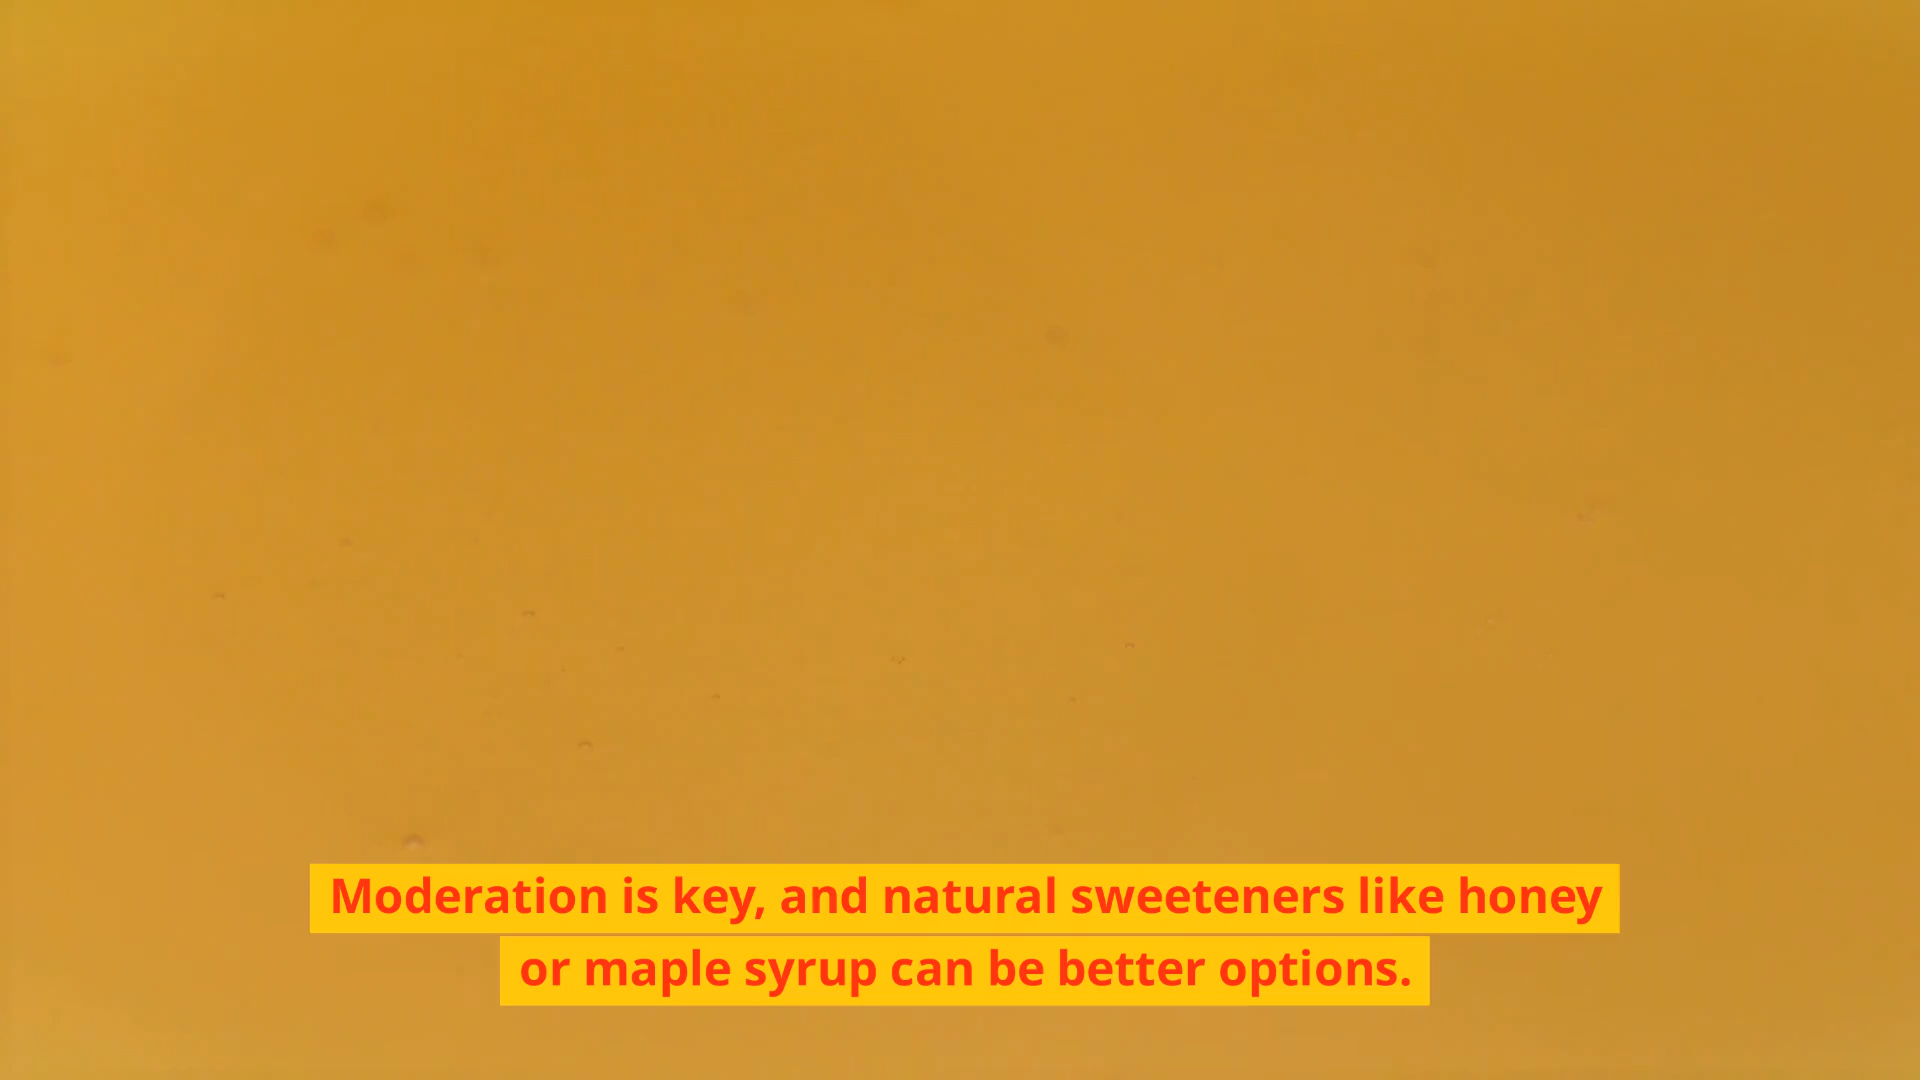 Moderation is key, and natural sweeteners like honey
or maple syrup can be better options.